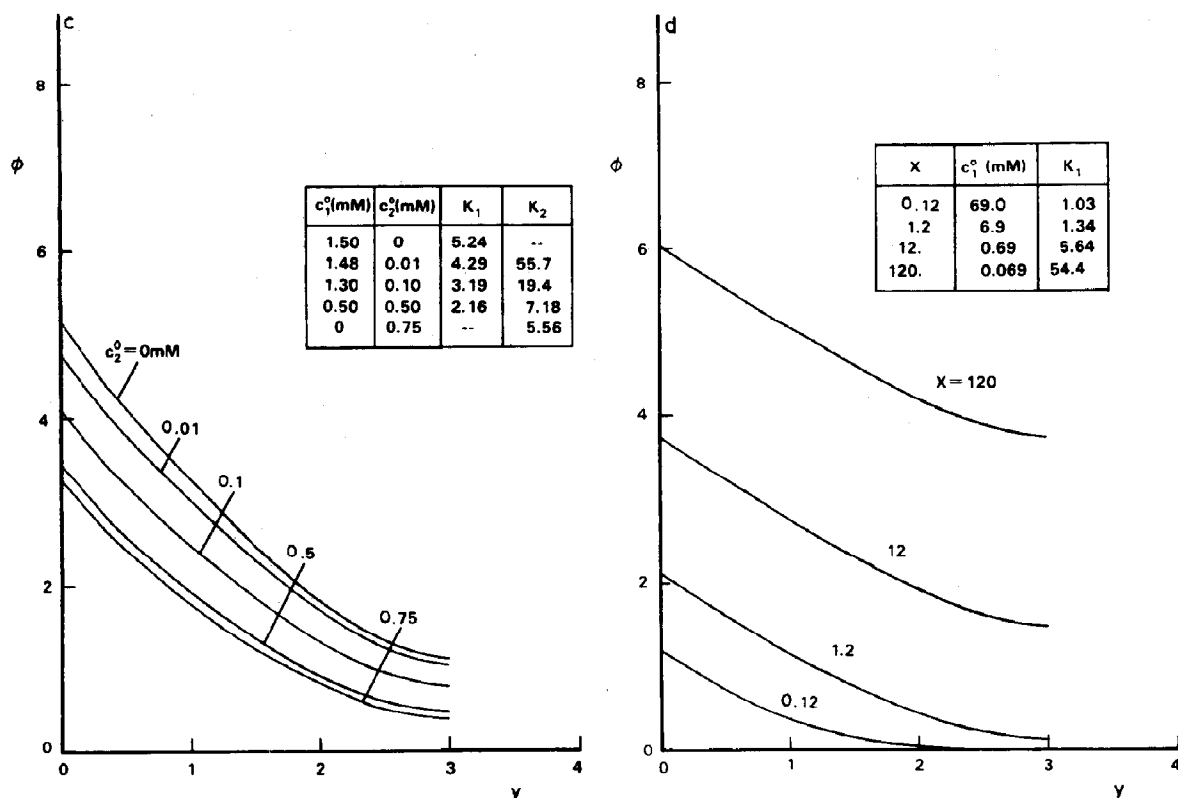 c
8
φ
6
4
2
0
0
1
2
3
4
y
c₁⁰(mM) c₂⁰(mM) K₁ K₂
1.50 0 5.24 --
1.48 0.01 4.29 55.7
1.30 0.10 3.19 19.4
0.50 0.50 2.16 7.18
0 0.75 -- 5.56
c₂⁰=0mM
0.01
0.1
0.5
0.75
d
8
φ
6
4
2
0
0
1
2
3
4
y
X c₁⁰ (mM) K₁
0.12 69.0 1.03
1.2 6.9 1.34
12. 0.69 5.64
120. 0.069 54.4
X=120
12
1.2
0.12